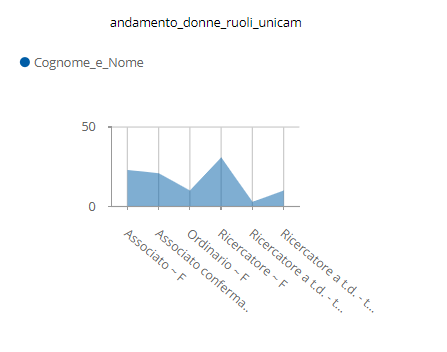 andamento_donne_ruoli_unicam
Cognome_e_Nome
50
0
Associato ~ F
Associato conferma..
Ordinario ~ F
Ricercatore ~ F
Ricercatore a t.d. - t...
Ricercatore a t.d. - t...